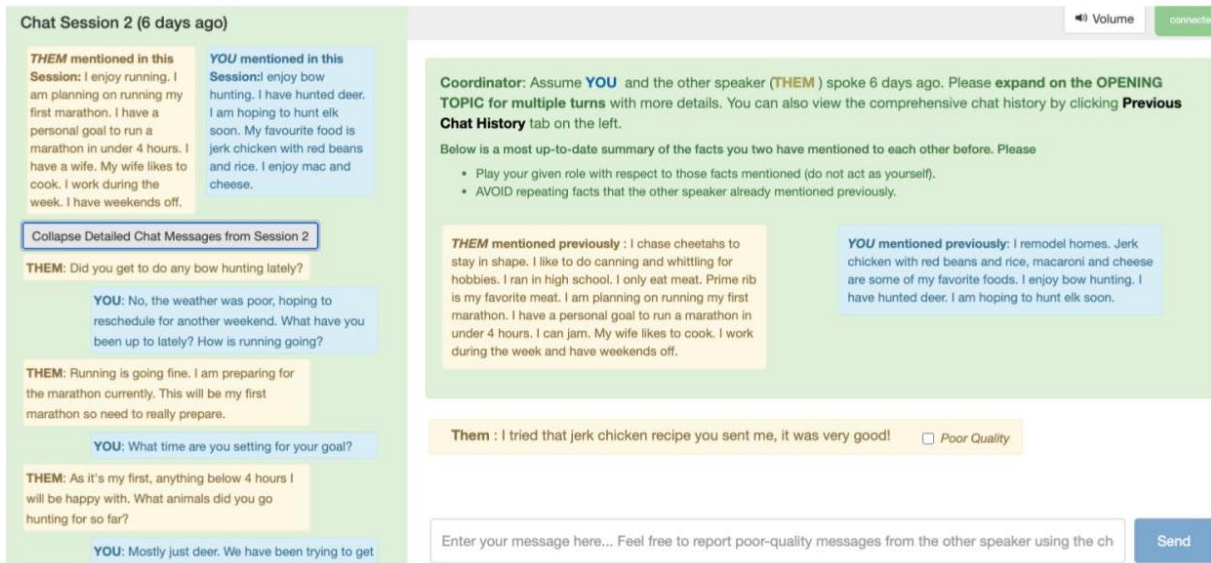 Chat Session 2 (6 days ago)
THEM mentioned in this
Session: I enjoy running. I
am planning on running my
first marathon. I have a
personal goal to run a
marathon in under 4 hours. I
have a wife. My wife likes to
cook. I work during the
week. I have weekends off.
YOU mentioned in this
Session:I enjoy bow
hunting. I have hunted deer.
I am hoping to hunt elk
soon. My favourite food is
jerk chicken with red beans
and rice. I enjoy mac and
cheese.
Collapse Detailed Chat Messages from Session 2
THEM: Did you get to do any bow hunting lately?
YOU: No, the weather was poor, hoping to
reschedule for another weekend. What have you
been up to lately? How is running going?
THEM: Running is going fine. I am preparing for
the marathon currently. This will be my first
marathon so need to really prepare.
YOU: What time are you setting for your goal?
THEM: As it's my first, anything below 4 hours I
will be happy with. What animals did you go
hunting for so far?
YOU: Mostly just deer. We have been trying to get
Volume
connecte
Coordinator: Assume YOU and the other speaker (THEM ) spoke 6 days ago. Please expand on the OPENING
TOPIC for multiple turns with more details. You can also view the comprehensive chat history by clicking Previous
Chat History tab on the left.
Below is a most up-to-date summary of the facts you two have mentioned to each other before. Please
• Play your given role with respect to those facts mentioned (do not act as yourself).
• AVOID repeating facts that the other speaker already mentioned previously.
THEM mentioned previously : I chase cheetahs to
stay in shape. I like to do canning and whittling for
hobbies. I ran in high school. I only eat meat. Prime rib
is my favorite meat. I am planning on running my first
marathon. I have a personal goal to run a marathon in
under 4 hours. I can jam. My wife likes to cook. I work
during the week and have weekends off.
YOU mentioned previously: I remodel homes. Jerk
chicken with red beans and rice, macaroni and cheese
are some of my favorite foods. I enjoy bow hunting. I
have hunted deer. I am hoping to hunt elk soon.
Them : I tried that jerk chicken recipe you sent me, it was very good!
Poor Quality
Enter your message here... Feel free to report poor-quality messages from the other speaker using the ch
Send